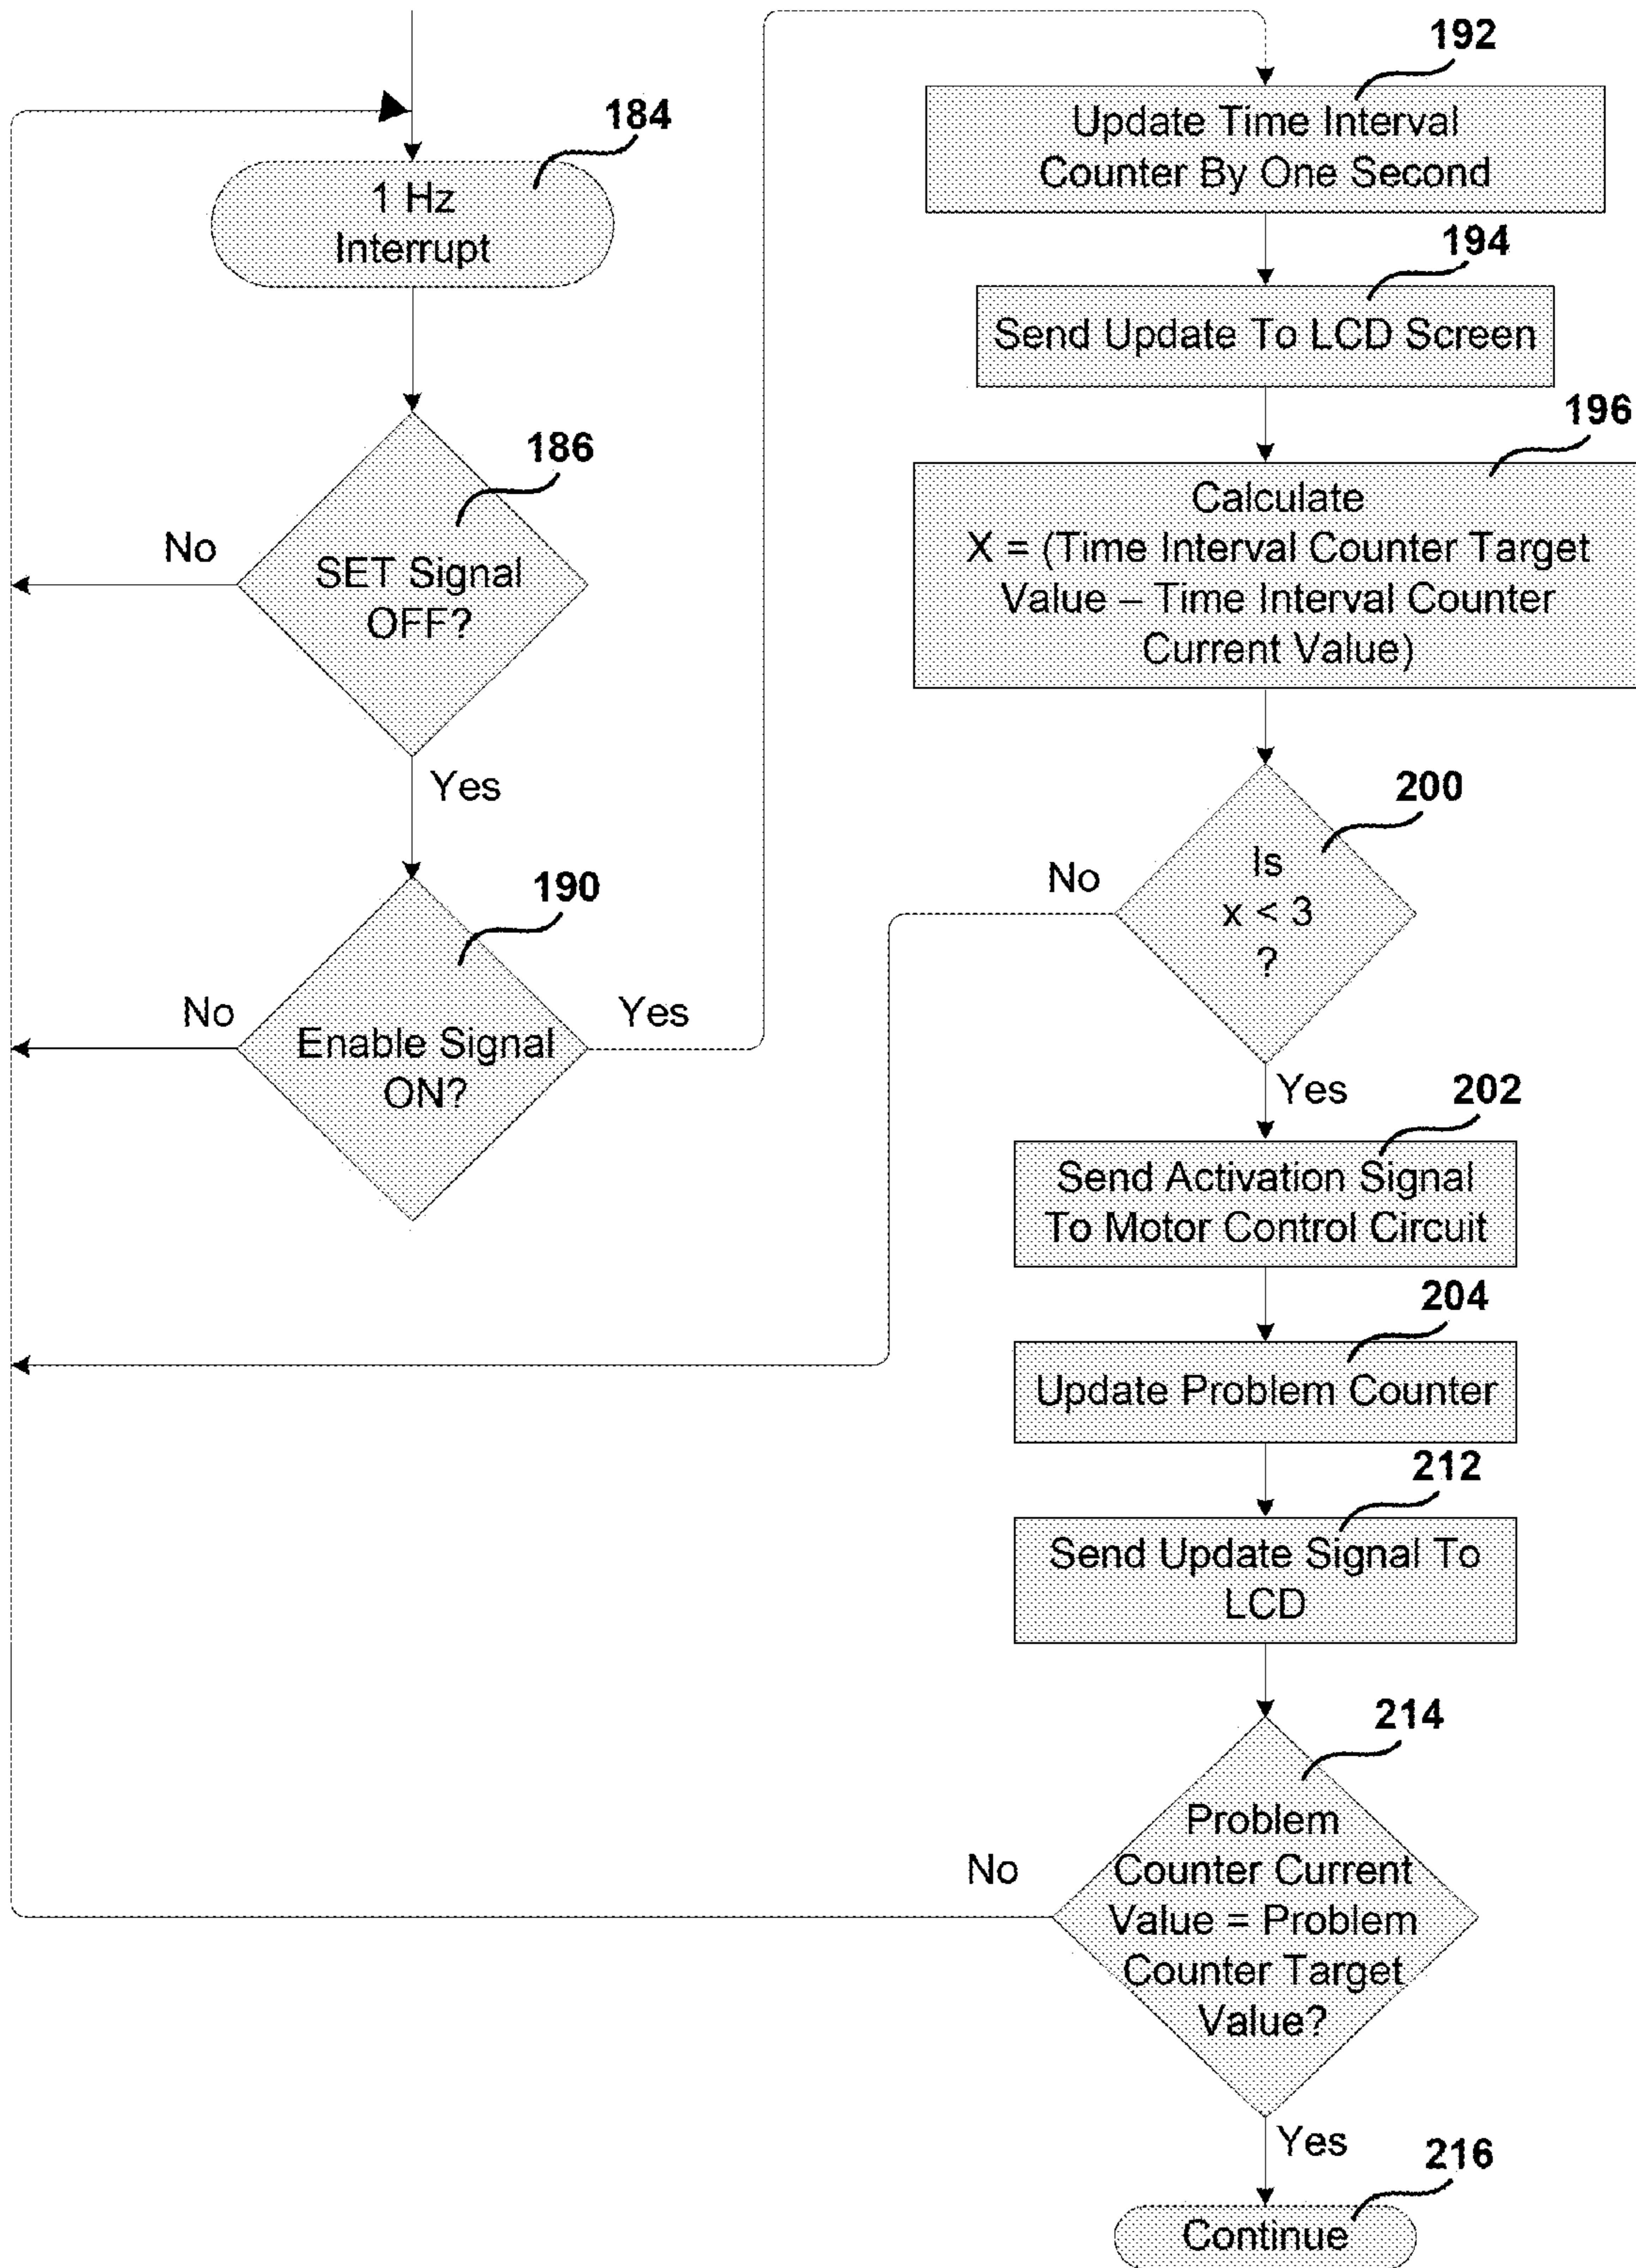 184
1 Hz
Interrupt
186
No
SET Signal
OFF?
Yes
190
No
Yes
Enable Signal
ON?
192
Update Time Interval
Counter By One Second
194
Send Update To LCD Screen
196
Calculate
X = (Time Interval Counter Target
Value – Time Interval Counter
Current Value)
200
No
Is
x < 3
?
Yes
202
Send Activation Signal
To Motor Control Circuit
204
Update Problem Counter
212
Send Update Signal To
LCD
214
No
Problem
Counter Current
Value = Problem
Counter Target
Value?
Yes
216
Continue